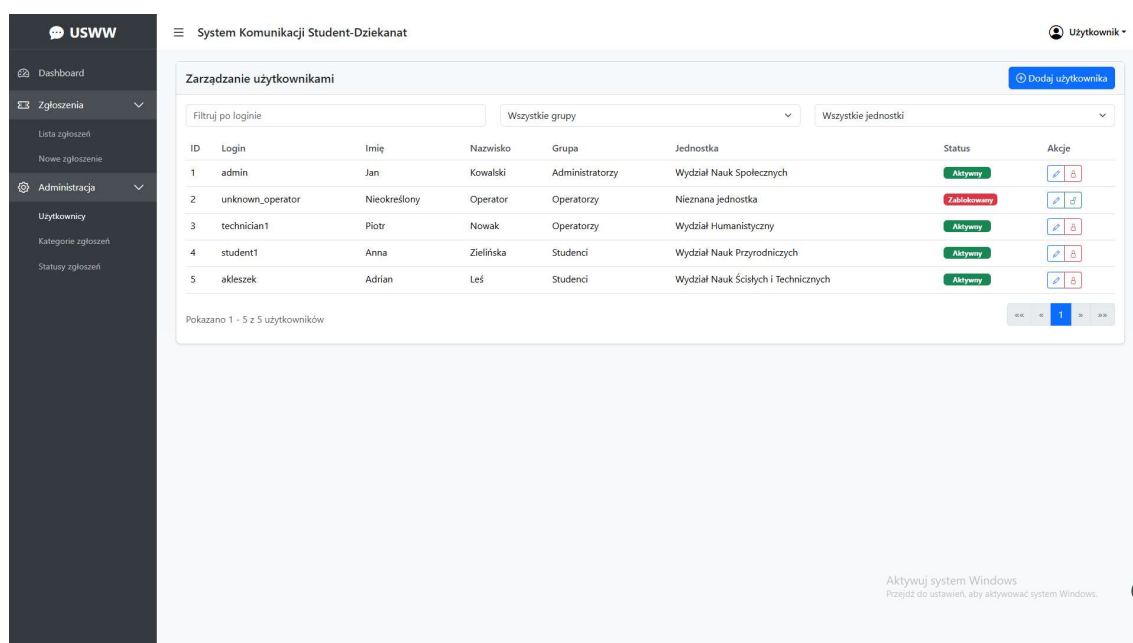 USWW
System Komunikacji Student-Dziekanat
Użytkownik
Dashboard
Zgłoszenia
Lista zgłoszeń
Nowe zgłoszenie
Administracja
Użytkownicy
Kategorie zgłoszeń
Statusy zgłoszeń
Zarządzanie użytkownikami
Dodaj użytkownika
Filtruj po loginie
Wszystkie grupy
Wszystkie jednostki
ID Login Imię Nazwisko Grupa Jednostka Status Akcje
1 admin Jan Kowalski Administratorzy Wydział Nauk Społecznych Aktywny
2 unknown_operator Nieokreślony Operator Operatorzy Nieznana jednostka Zablokowany
3 technician1 Piotr Nowak Operatorzy Wydział Humanistyczny Aktywny
4 student1 Anna Zielińska Studenci Wydział Nauk Przyrodniczych Aktywny
5 akleszek Adrian Leś Studenci Wydział Nauk Ścisłych i Technicznych Aktywny
Pokazano 1 - 5 z 5 użytkowników
«« « 1 » »»
Aktywuj system Windows
Przejdź do ustawień, aby aktywować system Windows.